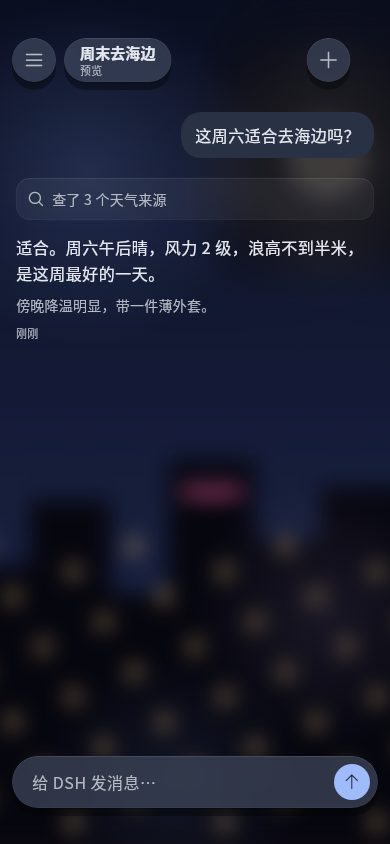 周末去海边
预览
这周六适合去海边吗？
查了 3 个天气来源
适合。周六午后晴，风力 2 级，浪高不到半米，
是这周最好的一天。
傍晚降温明显，带一件薄外套。
刚刚
给 DSH 发消息…